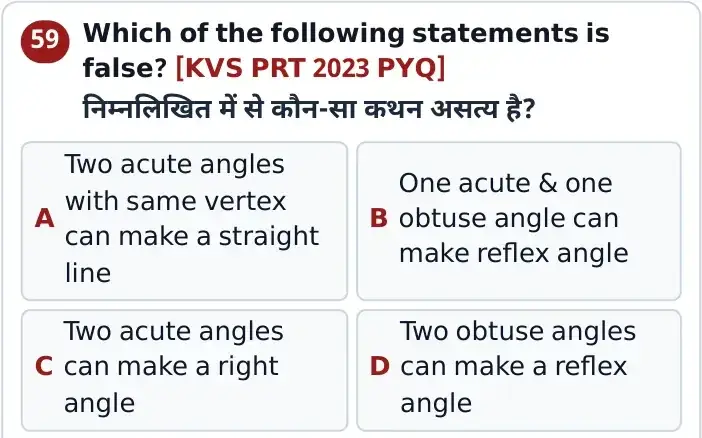 59
Which of the following statements is
false? [KVS PRT 2023 PYQ]
निम्नलिखित में से कौन-सा कथन असत्य है?
A
Two acute angles
with same vertex
can make a straight
line
B
One acute & one
obtuse angle can
make reflex angle
C
Two acute angles
can make a right
angle
D
Two obtuse angles
can make a reflex
angle